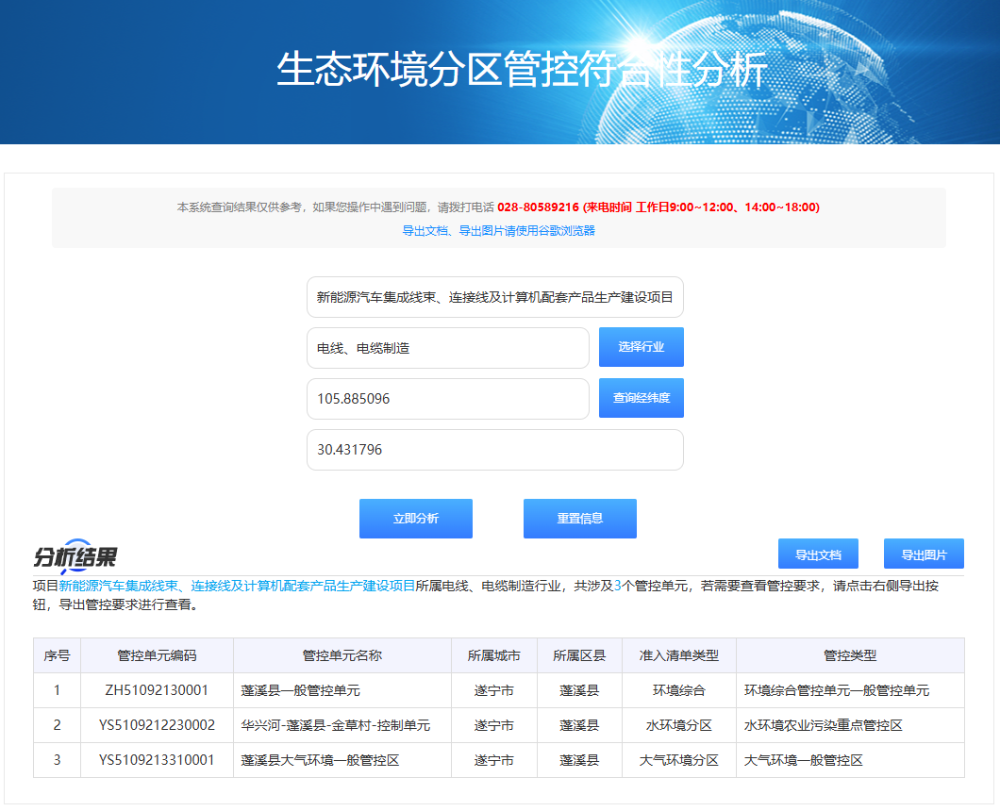 生态环境分区管控符合性分析
本系统查询结果仅供参考，如果您操作中遇到问题，请拨打电话 028-80589216 (来电时间 工作日9:00~12:00、14:00~18:00)
导出文档、导出图片请使用谷歌浏览器
新能源汽车集成线束、连接线及计算机配套产品生产建设项目
电线、电缆制造 选择行业
105.885096 查询经纬度
30.431796
立即分析 重置信息
分析结果 导出文档 导出图片
项目新能源汽车集成线束、连接线及计算机配套产品生产建设项目所属电线、电缆制造行业，共涉及3个管控单元，若需要查看管控要求，请点击右侧导出按
钮，导出管控要求进行查看。
序号 管控单元编码 管控单元名称 所属城市 所属区县 准入清单类型 管控类型
1 ZH51092130001 蓬溪县一般管控单元 遂宁市 蓬溪县 环境综合 环境综合管控单元一般管控单元
2 YS5109212230002 华兴河-蓬溪县-金草村-控制单元 遂宁市 蓬溪县 水环境分区 水环境农业污染重点管控区
3 YS5109213310001 蓬溪县大气环境一般管控区 遂宁市 蓬溪县 大气环境分区 大气环境一般管控区